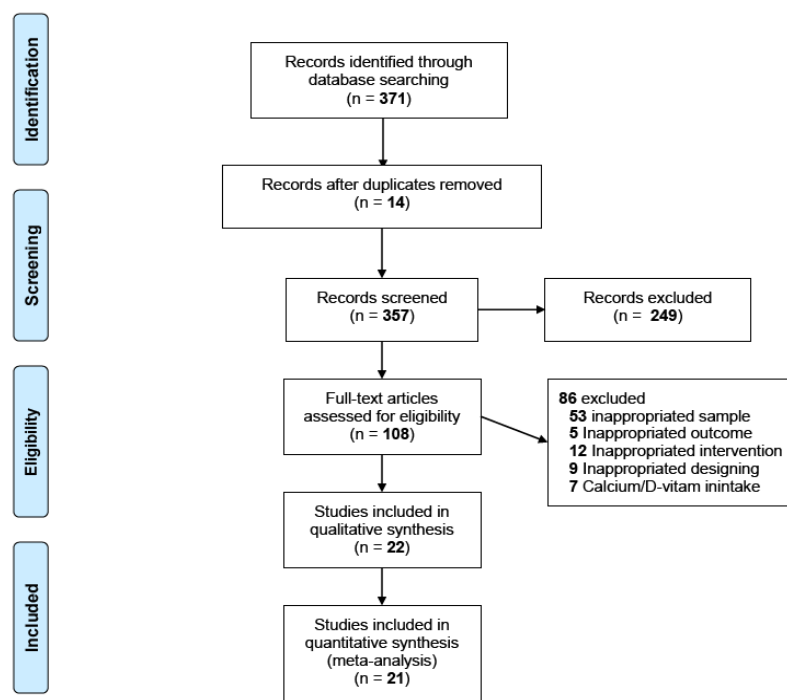 Identification
Records identified through
database searching
(n = 371)
Records after duplicates removed
(n = 14)
Screening
Records screened
(n = 357)
Records excluded
(n =  249)
Eligibility
Full-text articles
assessed for eligibility
(n = 108)
86 excluded
53 inappropriated sample
5 Inappropriated outcome
12 Inappropriated intervention
9 Inappropriated designing
7 Calcium/D-vitam inintake
Studies included in
qualitative synthesis
(n = 22)
Included
Studies included in
quantitative synthesis
(meta-analysis)
(n = 21)